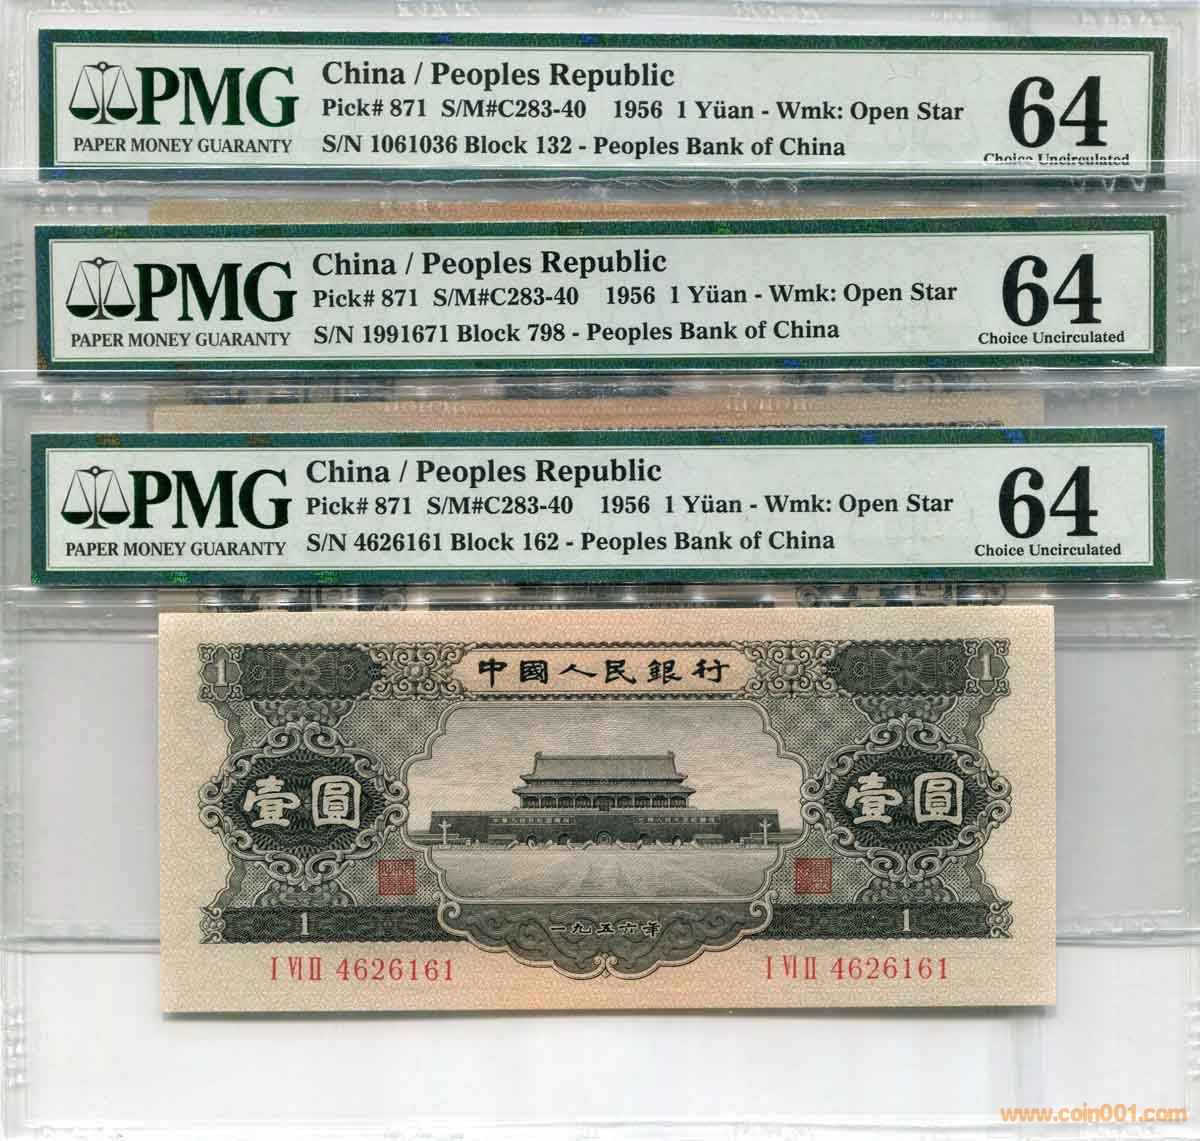 PMG
PAPER MONEY GUARANTY
China / Peoples Republic
Pick# 871 S/M#C283-40 1956 1 Yüan - Wmk: Open Star
S/N 1061036 Block 132 - Peoples Bank of China
64
Choice Uncirculated
PMG
PAPER MONEY GUARANTY
China / Peoples Republic
Pick# 871 S/M#C283-40 1956 1 Yüan - Wmk: Open Star
S/N 1991671 Block 798 - Peoples Bank of China
64
Choice Uncirculated
PMG
PAPER MONEY GUARANTY
China / Peoples Republic
Pick# 871 S/M#C283-40 1956 1 Yüan - Wmk: Open Star
S/N 4626161 Block 162 - Peoples Bank of China
64
Choice Uncirculated
1 中國人民銀行 1
壹圓 壹圓
1 一九五六年 1
I VI II 4626161 I VI II 4626161
www.coin001.com